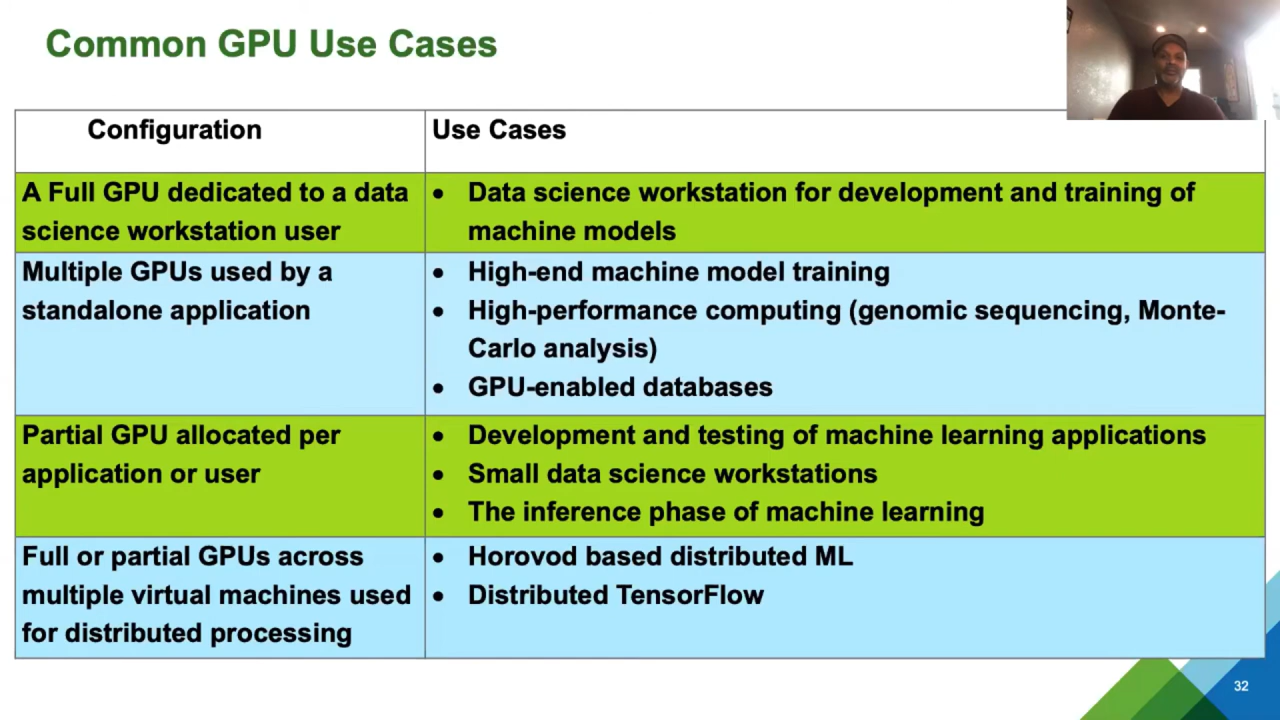 Common GPU Use Cases
Configuration
Use Cases
A Full GPU dedicated to a data
science workstation user
• Data science workstation for development and training of
machine models
Multiple GPUs used by a
standalone application
• High-end machine model training
• High-performance computing (genomic sequencing, Monte-
Carlo analysis)
• GPU-enabled databases
Partial GPU allocated per
application or user
• Development and testing of machine learning applications
• Small data science workstations
• The inference phase of machine learning
Full or partial GPUs across
multiple virtual machines used
for distributed processing
• Horovod based distributed ML
• Distributed TensorFlow
32